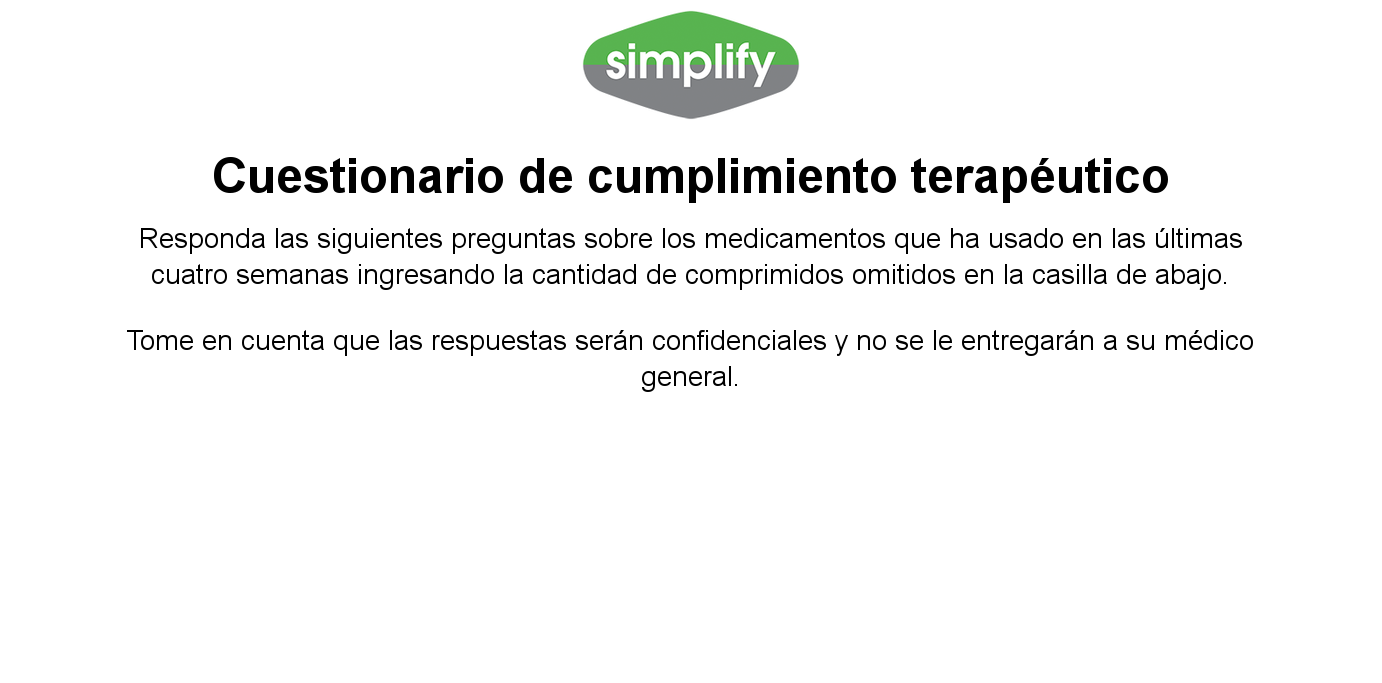 simplify
Cuestionario de cumplimiento terapéutico
Responda las siguientes preguntas sobre los medicamentos que ha usado en las últimas
cuatro semanas ingresando la cantidad de comprimidos omitidos en la casilla de abajo.
Tome en cuenta que las respuestas serán confidenciales y no se le entregarán a su médico
general.